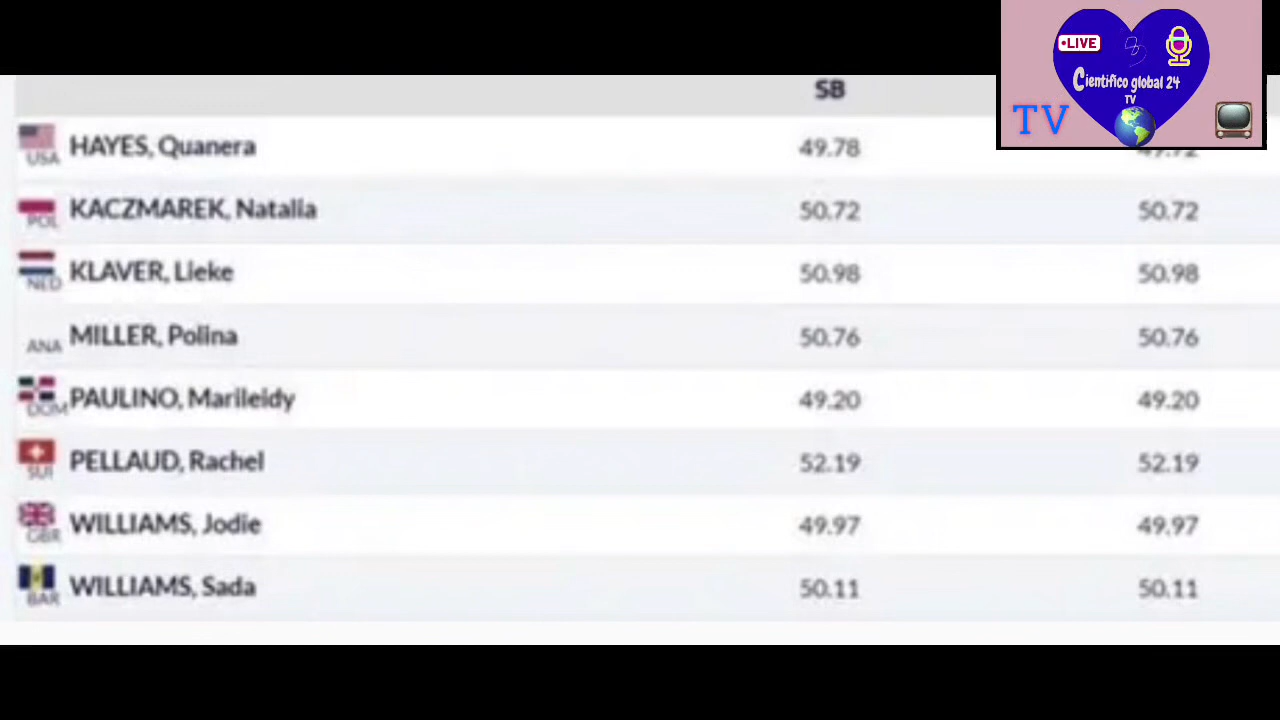 LIVE
Cientifico global 24
TV
TV
SB
USA HAYES, Quanera 49.78 49.72
POL KACZMAREK, Natalia 50.72 50.72
NED KLAVER, Lieke 50.98 50.98
ANA MILLER, Polina 50.76 50.76
DOM PAULINO, Marileidy 49.20 49.20
SUI PELLAUD, Rachel 52.19 52.19
GBR WILLIAMS, Jodie 49.97 49.97
BAR WILLIAMS, Sada 50.11 50.11